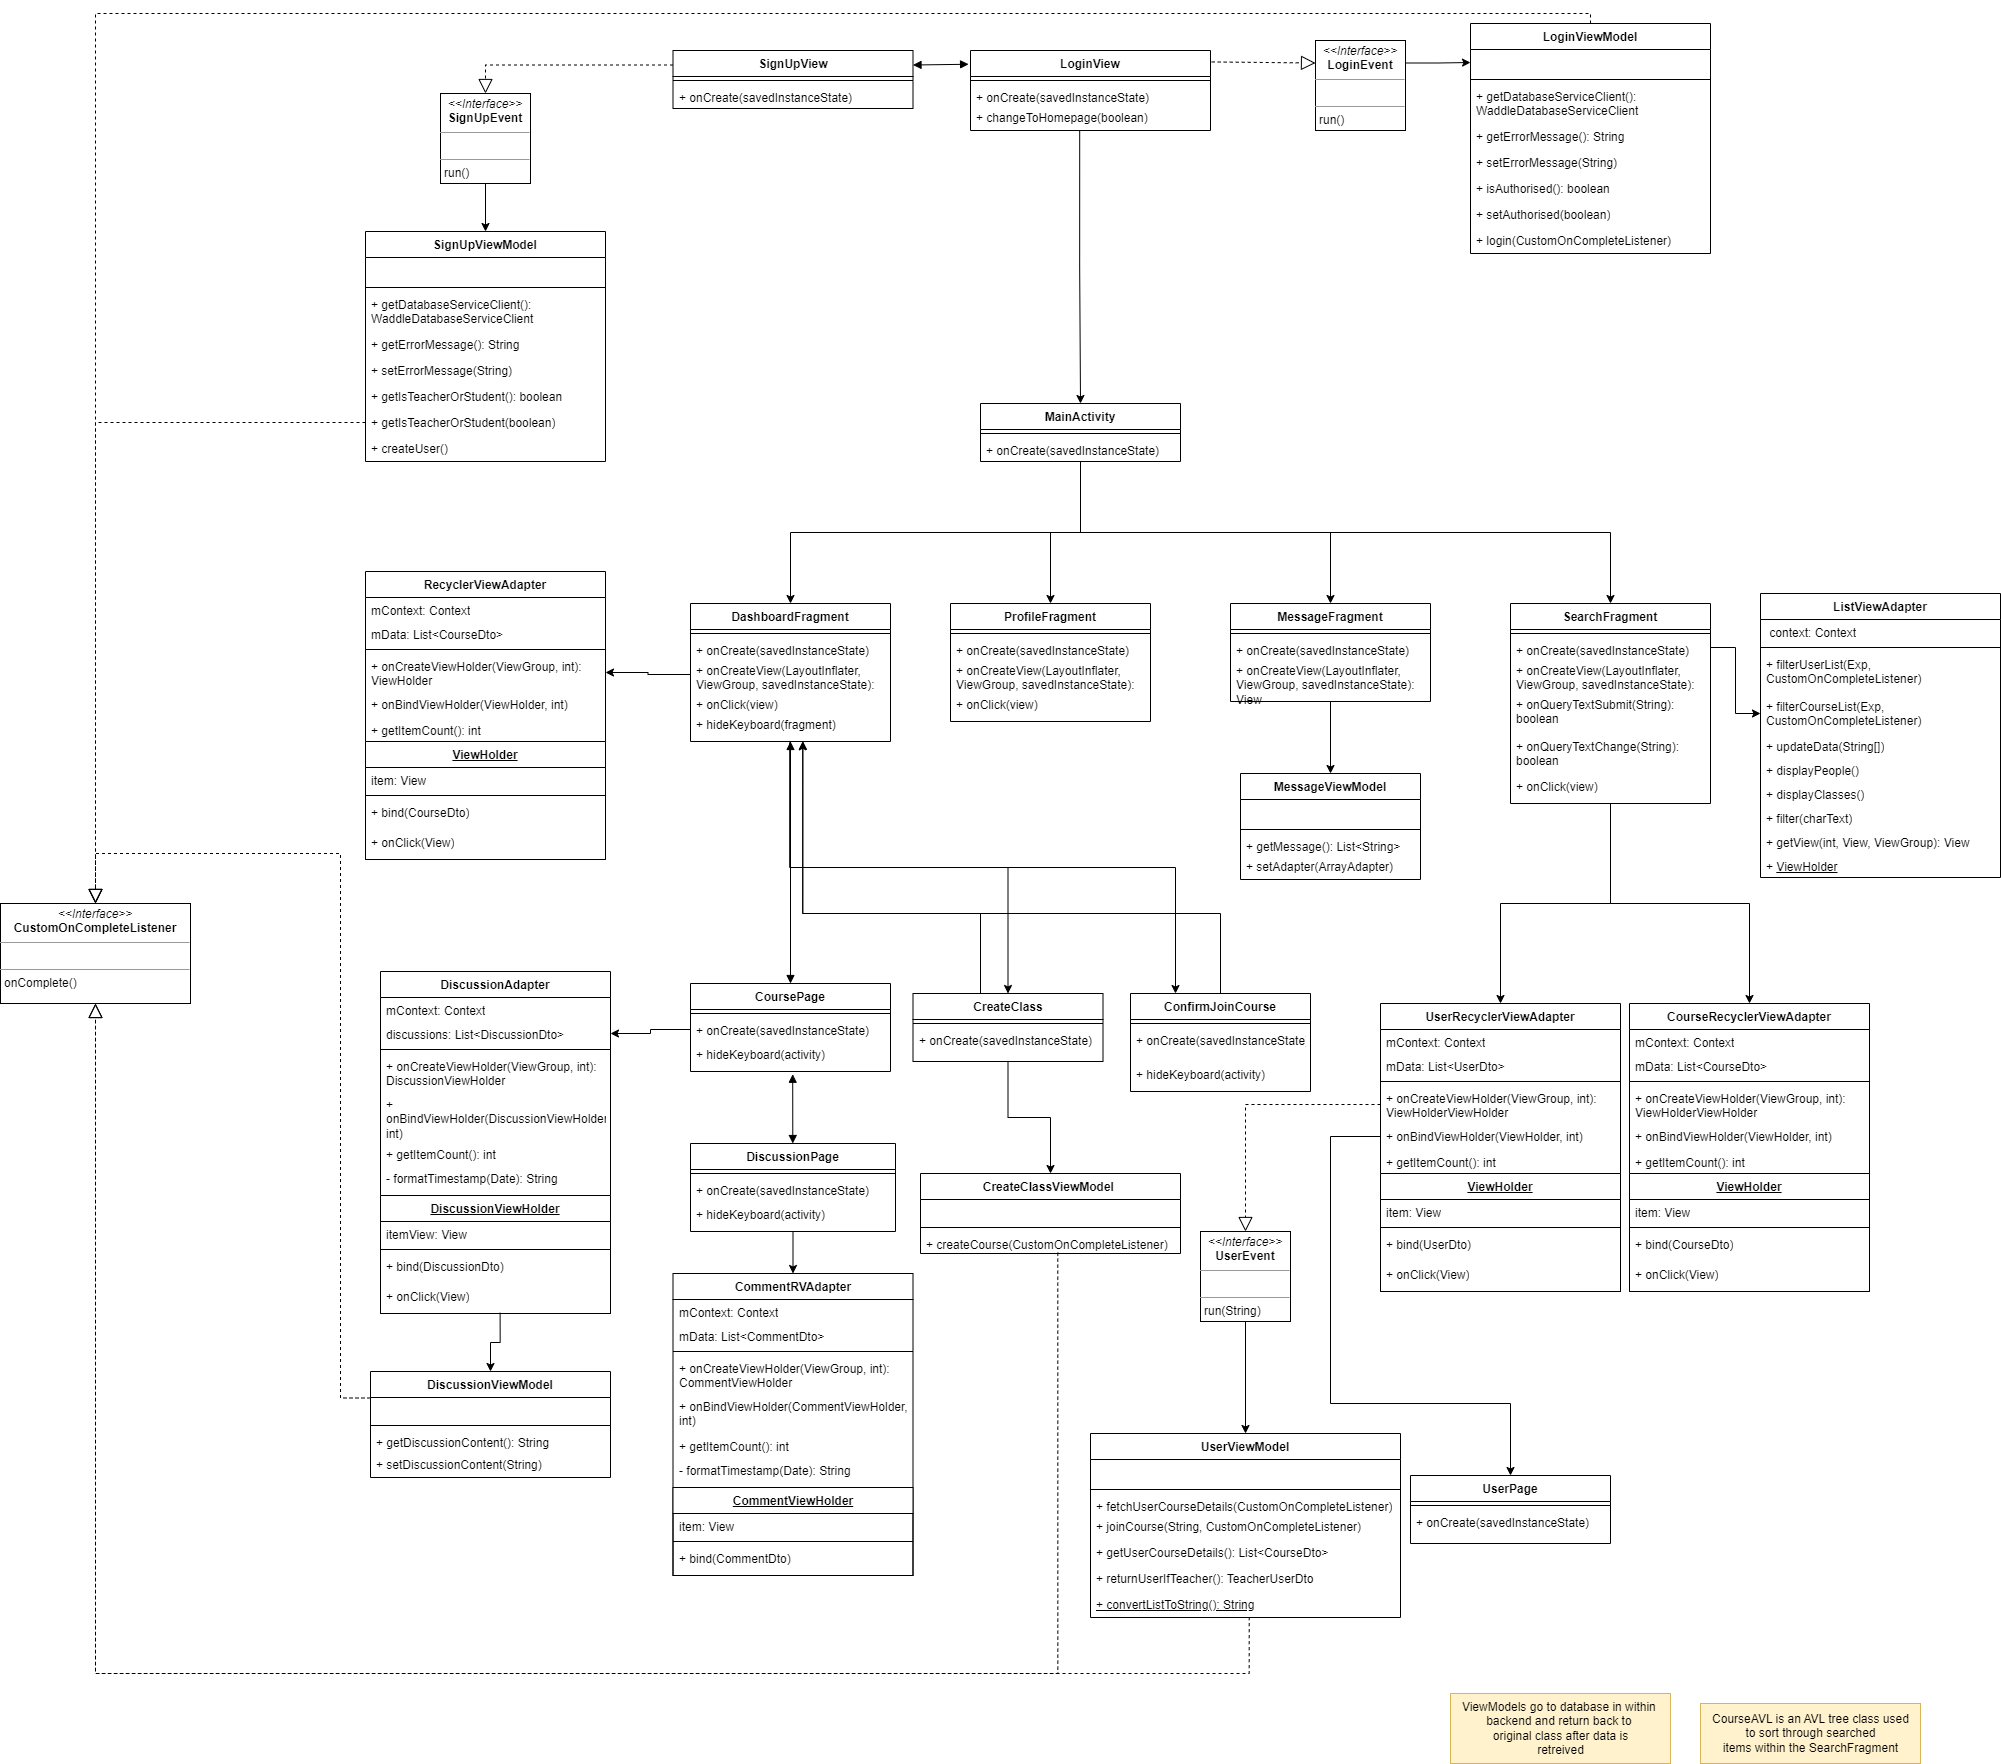 SignUpView
+ onCreate(savedInstanceState)
LoginView
+ onCreate(savedInstanceState)
+ changeToHomepage(boolean)
<<Interface>>
LoginEvent
run()
LoginViewModel
+ getDatabaseServiceClient():
WaddleDatabaseServiceClient
+ getErrorMessage(): String
+ setErrorMessage(String)
+ isAuthorised(): boolean
+ setAuthorised(boolean)
+ login(CustomOnCompleteListener)
<<Interface>>
SignUpEvent
run()
SignUpViewModel
+ getDatabaseServiceClient():
WaddleDatabaseServiceClient
+ getErrorMessage(): String
+ setErrorMessage(String)
+ getIsTeacherOrStudent(): boolean
+ getIsTeacherOrStudent(boolean)
+ createUser()
MainActivity
+ onCreate(savedInstanceState)
RecyclerViewAdapter
mContext: Context
mData: List<CourseDto>
+ onCreateViewHolder(ViewGroup, int):
ViewHolder
+ onBindViewHolder(ViewHolder, int)
+ getItemCount(): int
ViewHolder
item: View
+ bind(CourseDto)
+ onClick(View)
DashboardFragment
+ onCreate(savedInstanceState)
+ onCreateView(LayoutInflater,
ViewGroup, savedInstanceState):
+ onClick(view)
+ hideKeyboard(fragment)
ProfileFragment
+ onCreate(savedInstanceState)
+ onCreateView(LayoutInflater,
ViewGroup, savedInstanceState):
+ onClick(view)
MessageFragment
+ onCreate(savedInstanceState)
+ onCreateView(LayoutInflater,
ViewGroup, savedInstanceState):
View
SearchFragment
+ onCreate(savedInstanceState)
+ onCreateView(LayoutInflater,
ViewGroup, savedInstanceState):
+ onQueryTextSubmit(String):
boolean
+ onQueryTextChange(String):
boolean
+ onClick(view)
ListViewAdapter
context: Context
+ filterUserList(Exp,
CustomOnCompleteListener)
+ filterCourseList(Exp,
CustomOnCompleteListener)
+ updateData(String[])
+ displayPeople()
+ displayClasses()
+ filter(charText)
+ getView(int, View, ViewGroup): View
+ ViewHolder
MessageViewModel
+ getMessage(): List<String>
+ setAdapter(ArrayAdapter)
<<Interface>>
CustomOnCompleteListener
onComplete()
DiscussionAdapter
mContext: Context
discussions: List<DiscussionDto>
+ onCreateViewHolder(ViewGroup, int):
DiscussionViewHolder
+
onBindViewHolder(DiscussionViewHolder
int)
+ getItemCount(): int
- formatTimestamp(Date): String
DiscussionViewHolder
itemView: View
+ bind(DiscussionDto)
+ onClick(View)
CoursePage
+ onCreate(savedInstanceState)
+ hideKeyboard(activity)
CreateClass
+ onCreate(savedInstanceState)
ConfirmJoinCourse
+ onCreate(savedInstanceState
+ hideKeyboard(activity)
UserRecyclerViewAdapter
mContext: Context
mData: List<UserDto>
+ onCreateViewHolder(ViewGroup, int):
ViewHolderViewHolder
+ onBindViewHolder(ViewHolder, int)
+ getItemCount(): int
ViewHolder
item: View
+ bind(UserDto)
+ onClick(View)
CourseRecyclerViewAdapter
mContext: Context
mData: List<CourseDto>
+ onCreateViewHolder(ViewGroup, int):
ViewHolderViewHolder
+ onBindViewHolder(ViewHolder, int)
+ getItemCount(): int
ViewHolder
item: View
+ bind(CourseDto)
+ onClick(View)
DiscussionPage
+ onCreate(savedInstanceState)
+ hideKeyboard(activity)
CreateClassViewModel
+ createCourse(CustomOnCompleteListener)
<<Interface>>
UserEvent
run(String)
CommentRVAdapter
mContext: Context
mData: List<CommentDto>
+ onCreateViewHolder(ViewGroup, int):
CommentViewHolder
+ onBindViewHolder(CommentViewHolder,
int)
+ getItemCount(): int
- formatTimestamp(Date): String
CommentViewHolder
item: View
+ bind(CommentDto)
DiscussionViewModel
+ getDiscussionContent(): String
+ setDiscussionContent(String)
UserViewModel
+ fetchUserCourseDetails(CustomOnCompleteListener)
+ joinCourse(String, CustomOnCompleteListener)
+ getUserCourseDetails(): List<CourseDto>
+ returnUserIfTeacher(): TeacherUserDto
+ convertListToString(): String
UserPage
+ onCreate(savedInstanceState)
ViewModels go to database in within
backend and return back to
original class after data is
retreived
CourseAVL is an AVL tree class used
to sort through searched
items within the SearchFragment